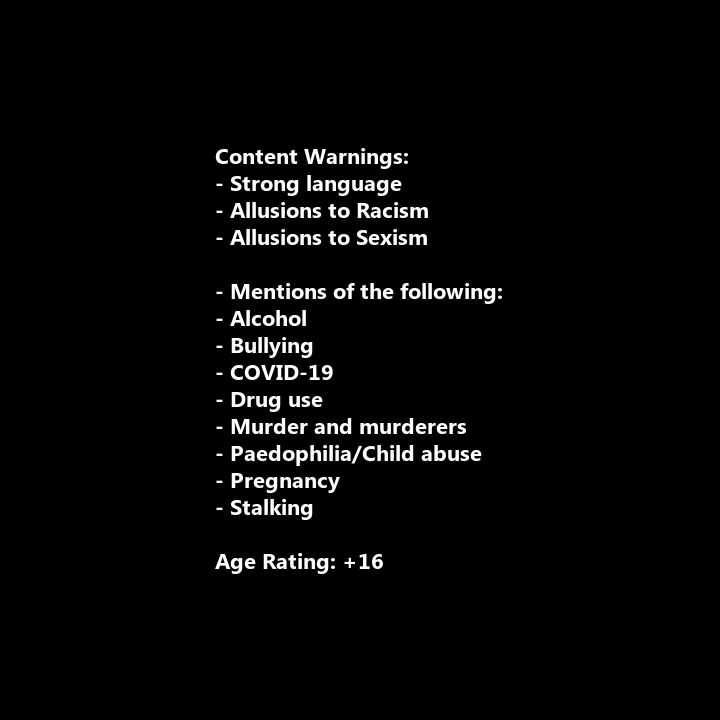 Content Warnings:
- Strong language
- Allusions to Racism
- Allusions to Sexism
- Mentions of the following:
- Alcohol
- Bullying
- COVID-19
- Drug use
- Murder and murderers
- Paedophilia/Child abuse
- Pregnancy
- Stalking
Age Rating: +16